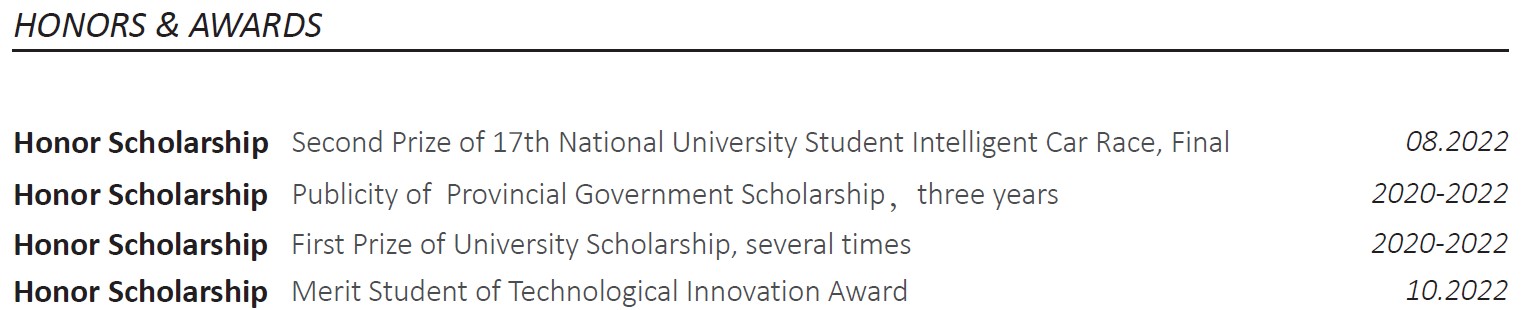 HONORS & AWARDS
Honor Scholarship Second Prize of 17th National University Student Intelligent Car Race, Final 08.2022
Honor Scholarship Publicity of Provincial Government Scholarship，three years 2020-2022
Honor Scholarship First Prize of University Scholarship, several times 2020-2022
Honor Scholarship Merit Student of Technological Innovation Award 10.2022